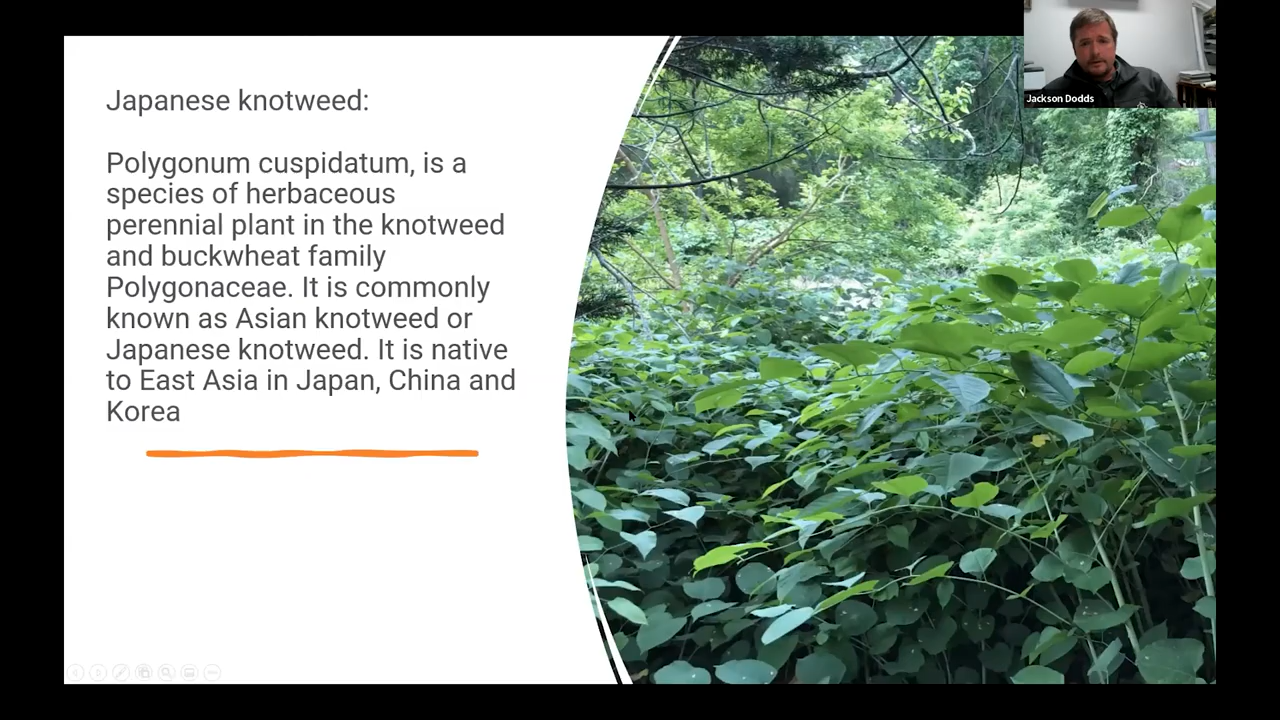 Japanese knotweed:
Polygonum cuspidatum, is a
species of herbaceous
perennial plant in the knotweed
and buckwheat family
Polygonaceae. It is commonly
known as Asian knotweed or
Japanese knotweed. It is native
to East Asia in Japan, China and
Korea
Jackson Dodds